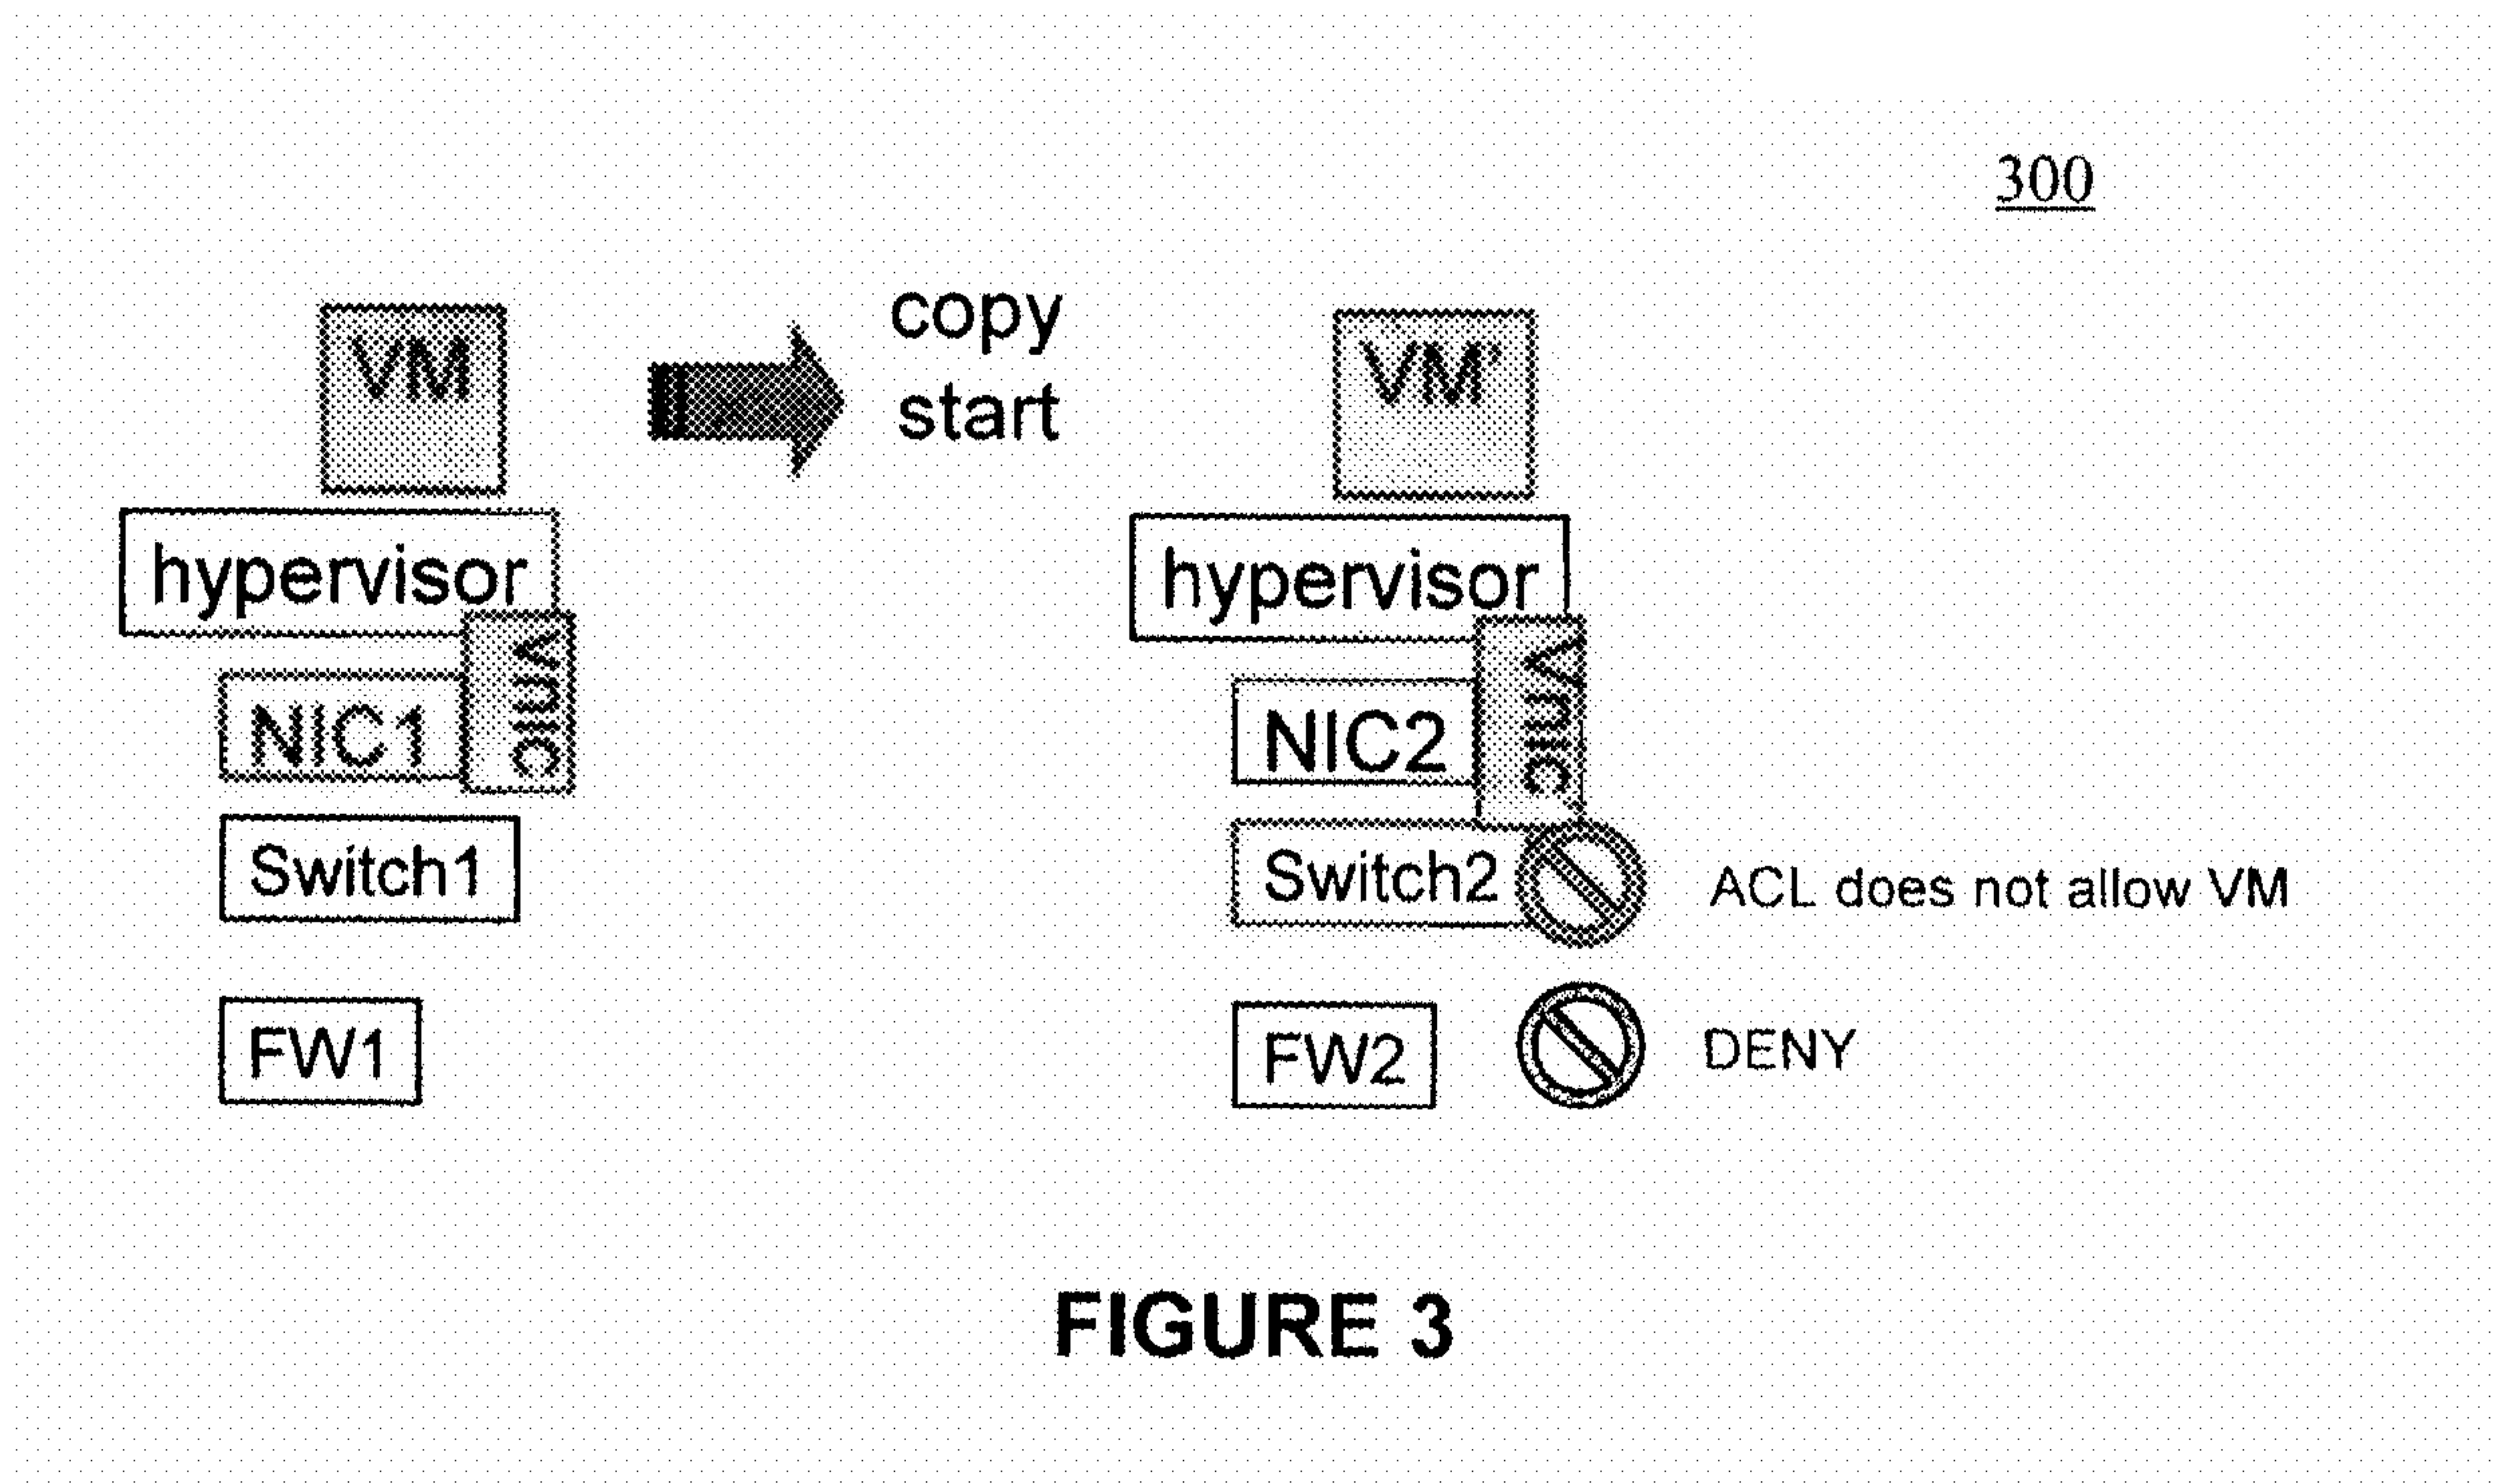 300
copy
start
VM
VM'
hypervisor
hypervisor
vnic
Vnic
NIC1
NIC2
Switch1
Switch2
ACL does not allow VM
FW1
FW2
DENY
FIGURE 3